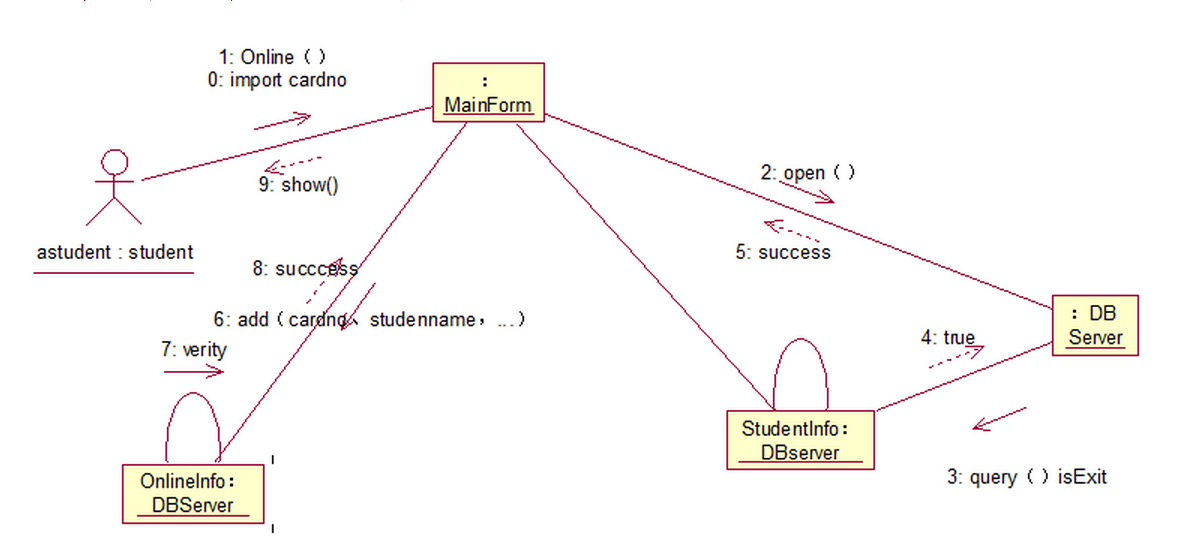 1: Online（ ）
0: import cardno
:
MainForm
9: show()
astudent : student
2: open（ ）
5: success
8: succcess
6: add（cardno、studenname，...）
7: verity
OnlineInfo:
DBServer
4: true
: DB
Server
StudentInfo:
DBserver
3: query（ ）isExit